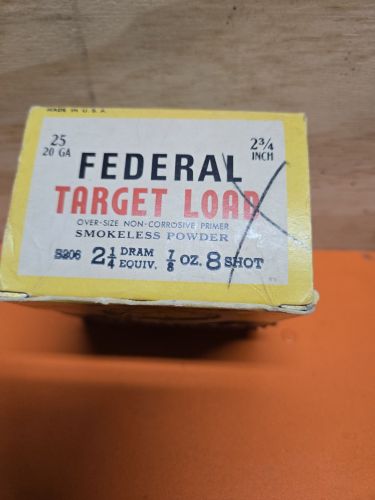 MADE IN U.S.A.
25 2¾
20 GA INCH
FEDERAL
TARGET LOAD
OVER-SIZE NON-CORROSIVE PRIMER
SMOKELESS POWDER
S206 2¼ DRAM EQUIV. ⅞ OZ. 8 SHOT